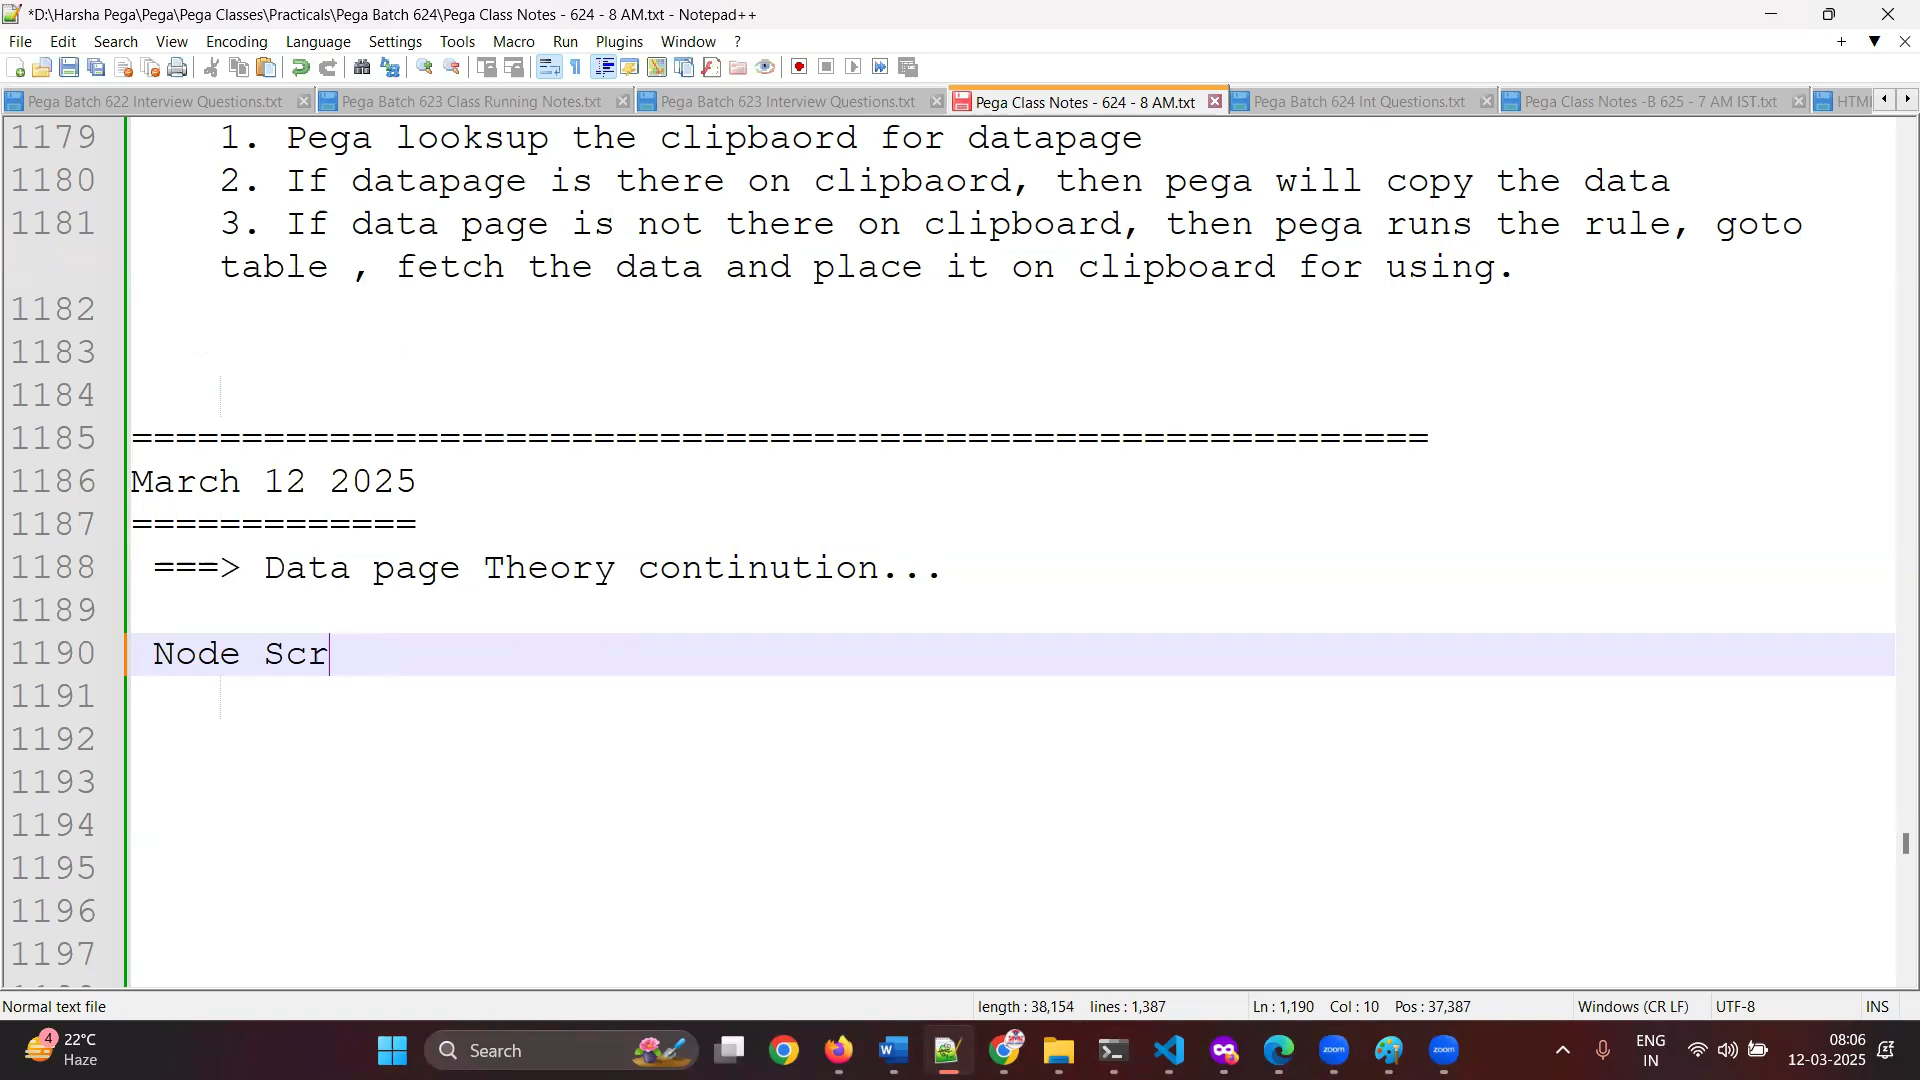 *D:\Harsha Pega\Pega\Pega Classes\Practicals\Pega Batch 624\Pega Class Notes - 624 - 8 AM.txt - Notepad++
File Edit Search View Encoding Language Settings Tools Macro Run Plugins Window ?
Pega Batch 622 Interview Questions.txt Pega Batch 623 Class Running Notes.txt Pega Batch 623 Interview Questions.txt Pega Class Notes - 624 - 8 AM.txt Pega Batch 624 Int Questions.txt Pega Class Notes -B 625 - 7 AM IST.txt HTM
1179 1. Pega looksup the clipbaord for datapage
1180 2. If datapage is there on clipbaord, then pega will copy the data
1181 3. If data page is not there on clipboard, then pega runs the rule, goto
table , fetch the data and place it on clipboard for using.
1182
1183
1184
1185 ===========================================================
1186 March 12 2025
1187 =============
1188 ===> Data page Theory continution...
1189
1190 Node Scr
1191
1192
1193
1194
1195
1196
1197
Normal text file length : 38,154 lines : 1,387 Ln : 1,190 Col : 10 Pos : 37,387 Windows (CR LF) UTF-8 INS
4 22°C
Haze
Search
zoom
zoom
ENG
IN
08:06
12-03-2025